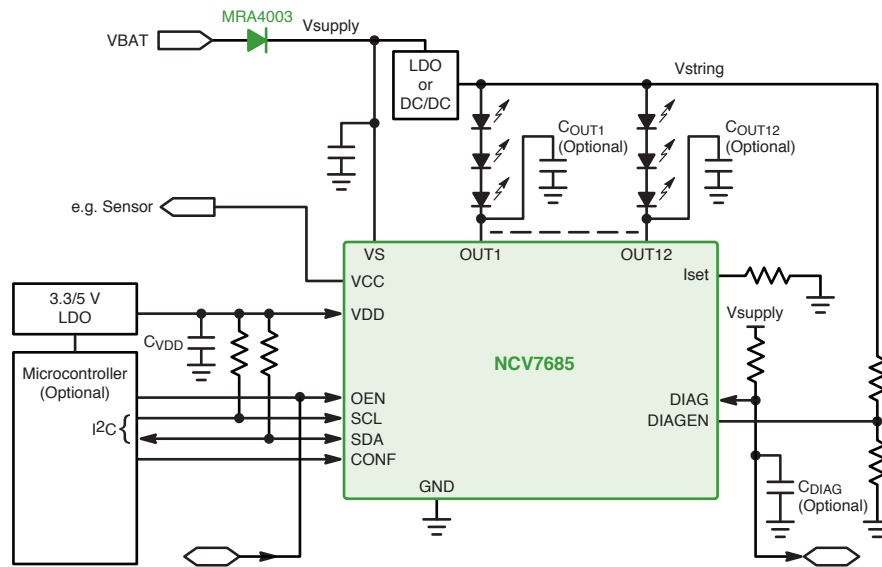 MRA4003
VBAT
Vsupply
LDO
or
DC/DC
Vstring
COUT1
(Optional)
COUT12
(Optional)
e.g. Sensor
VS
OUT1
OUT12
VCC
Iset
3.3/5 V
LDO
VDD
Vsupply
CVDD
NCV7685
Microcontroller
(Optional)
OEN
DIAG
I2C {
SCL
DIAGEN
SDA
CONF
GND
CDIAG
(Optional)